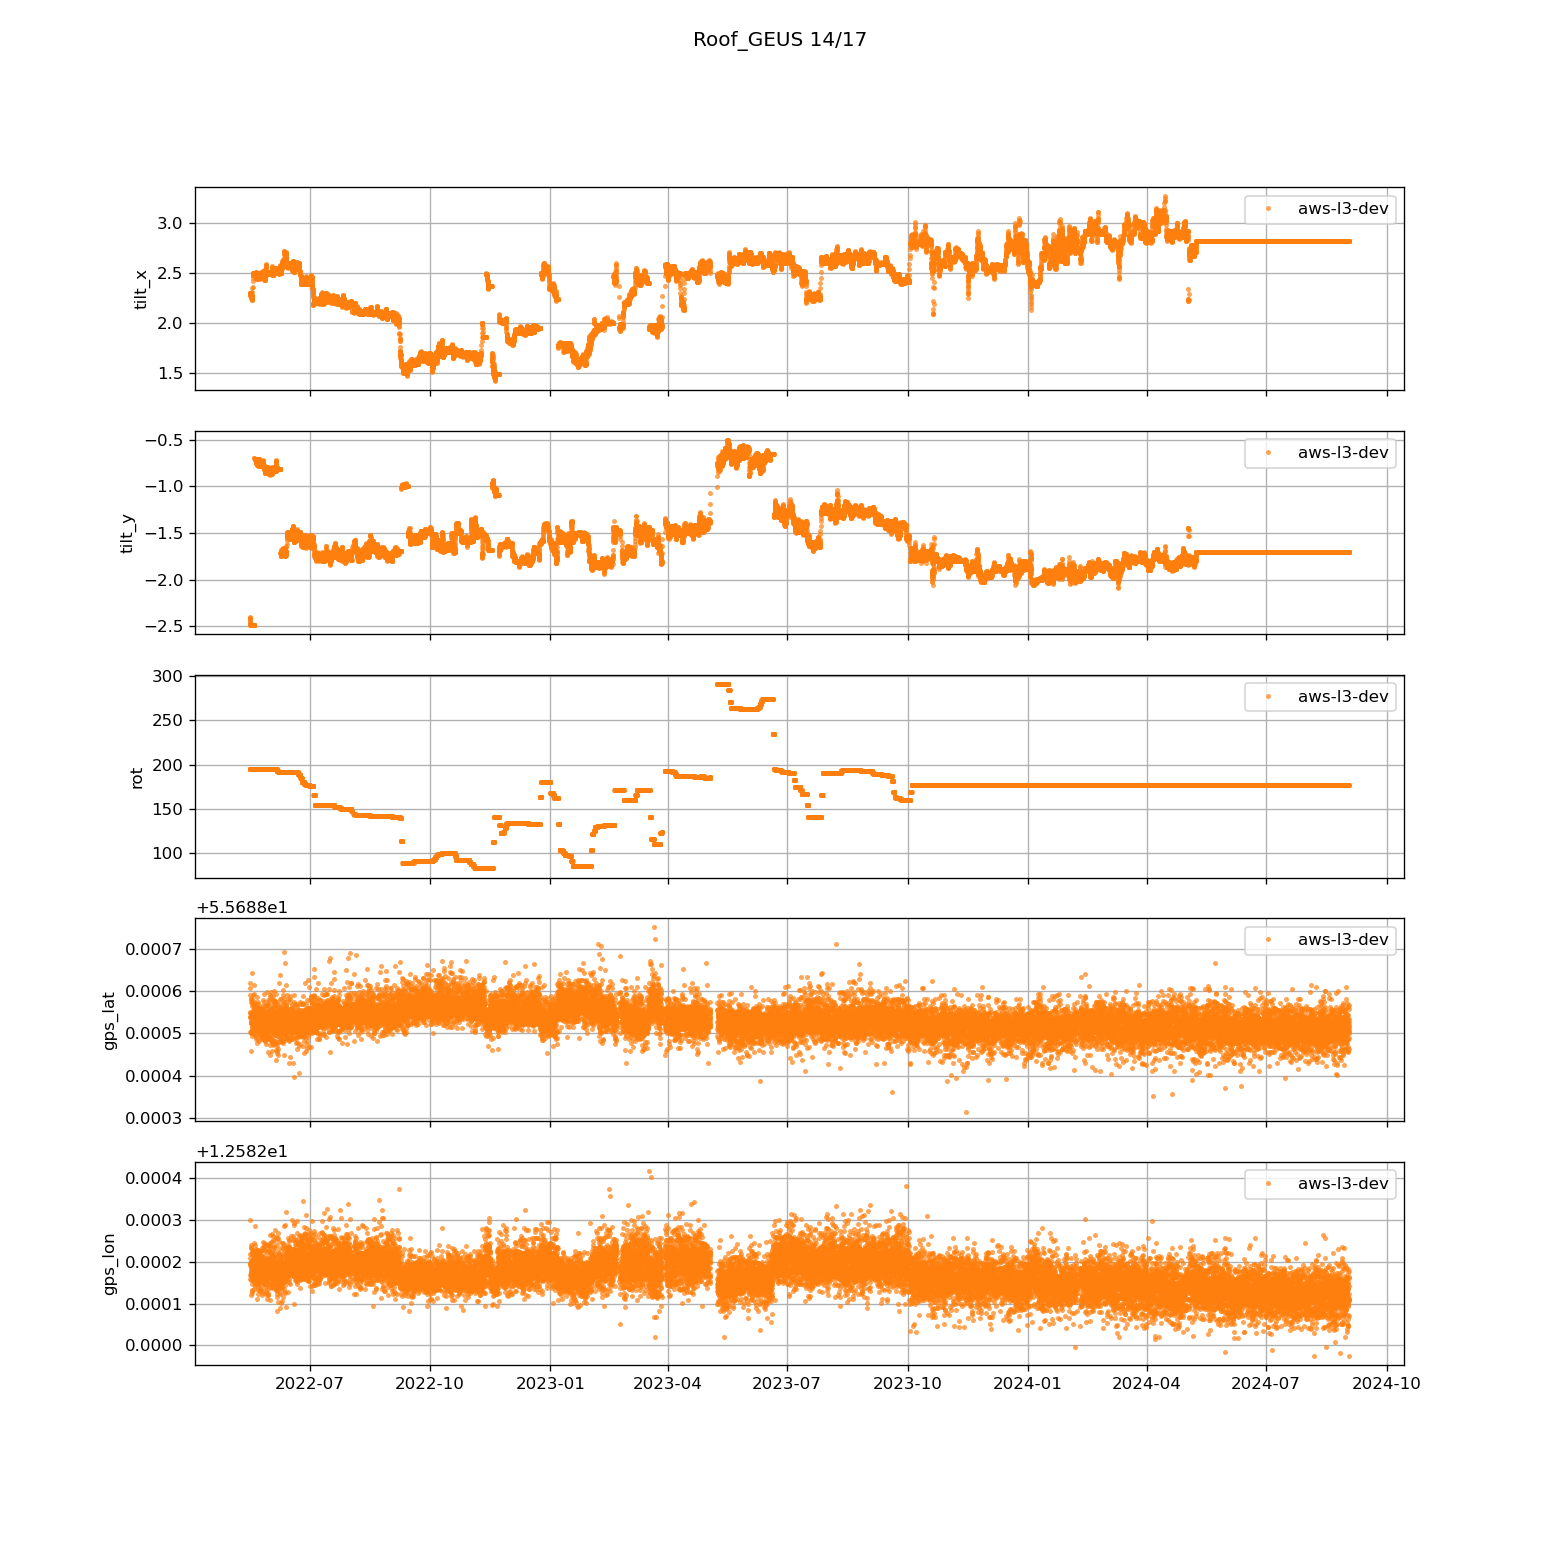 Roof_GEUS 14/17
aws-l3-dev
3.0
2.5
2.0
1.5
tilt_x
aws-l3-dev
−0.5
−1.0
−1.5
−2.0
−2.5
tilt_y
aws-l3-dev
300
250
200
150
100
rot
+5.5688e1
aws-l3-dev
0.0007
0.0006
0.0005
0.0004
0.0003
gps_lat
+1.2582e1
aws-l3-dev
0.0004
0.0003
0.0002
0.0001
0.0000
gps_lon
2022-07 2022-10 2023-01 2023-04 2023-07 2023-10 2024-01 2024-04 2024-07 2024-10